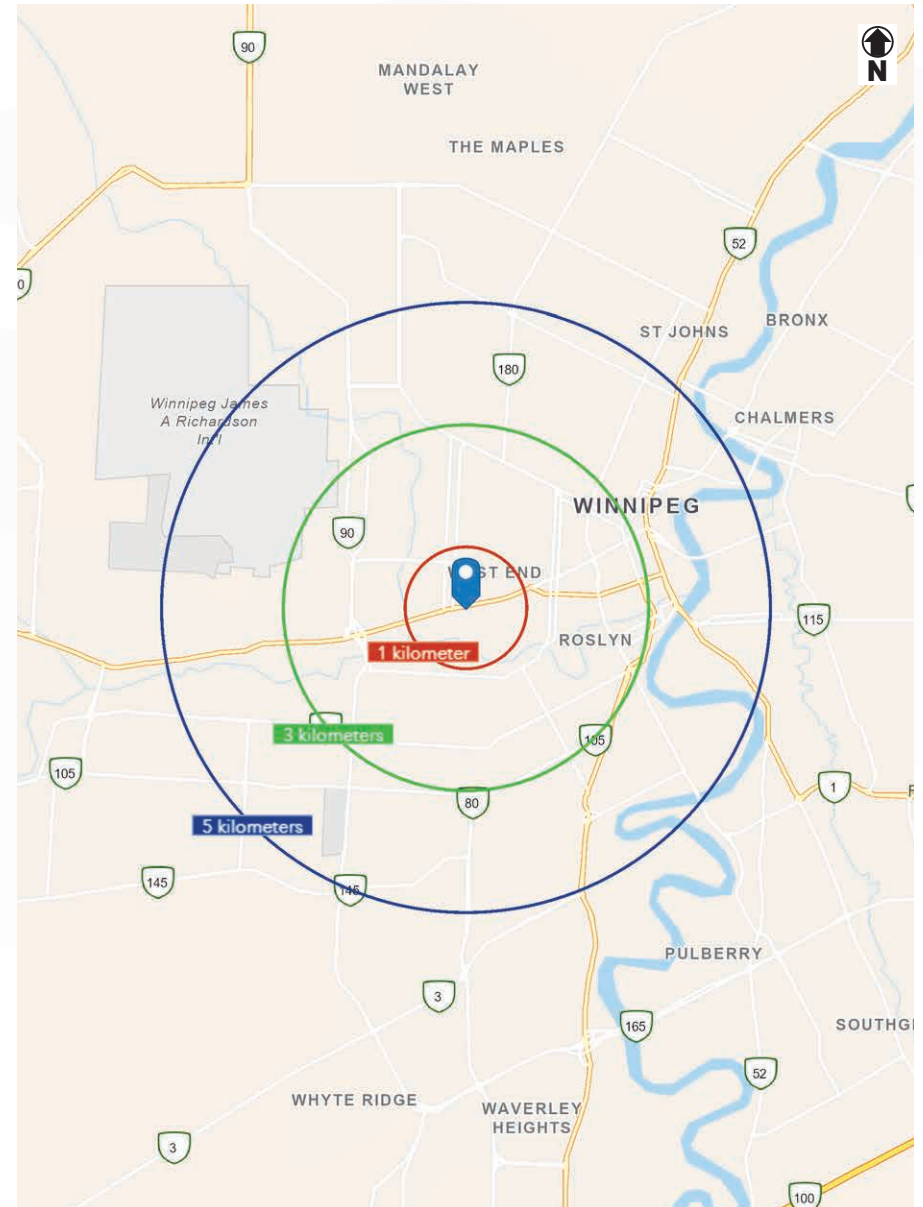 90
N
MANDALAY
WEST
THE MAPLES
52
0
ST JOHNS
BRONX
180
Winnipeg James
A Richardson
Int'l
CHALMERS
WINNIPEG
90
WEST END
115
ROSLYN
1 kilometer
3 kilometers
105
105
80
1
5 kilometers
145
145
PULBERRY
3
165
SOUTHG
52
WHYTE RIDGE
WAVERLEY
HEIGHTS
3
100